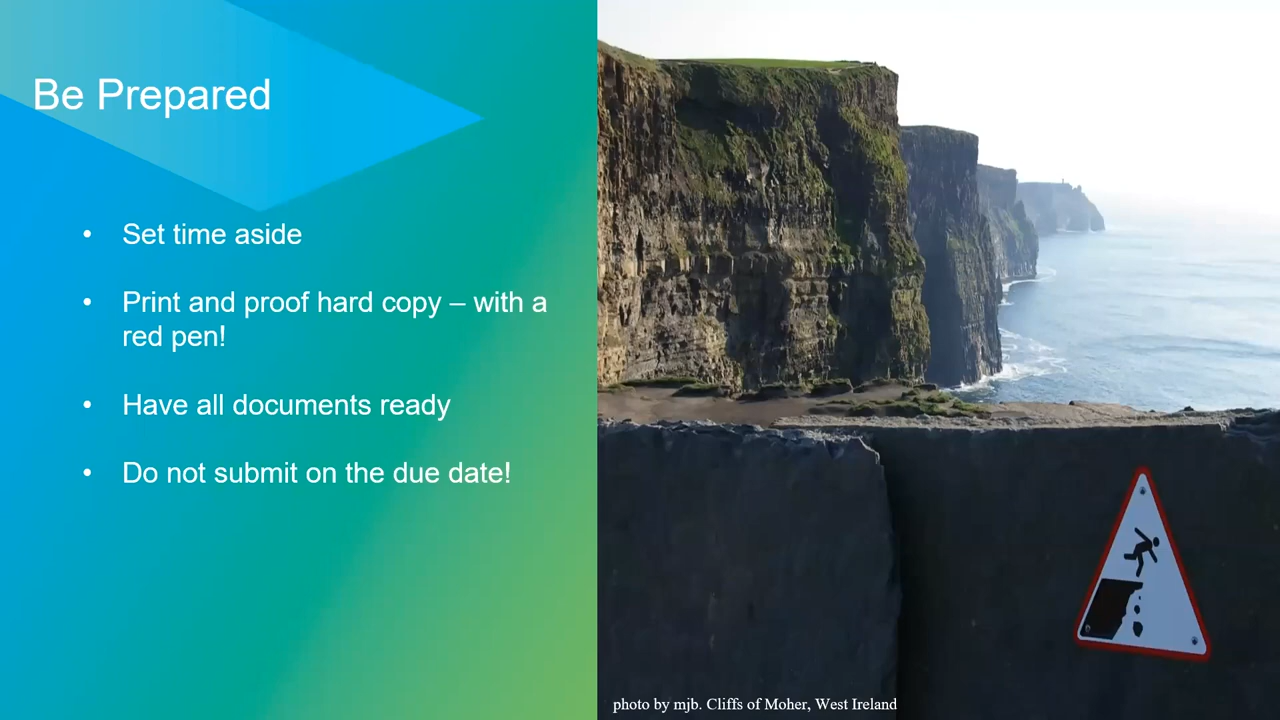 Be Prepared
• Set time aside
• Print and proof hard copy – with a
red pen!
• Have all documents ready
• Do not submit on the due date!
photo by mjb. Cliffs of Moher, West Ireland